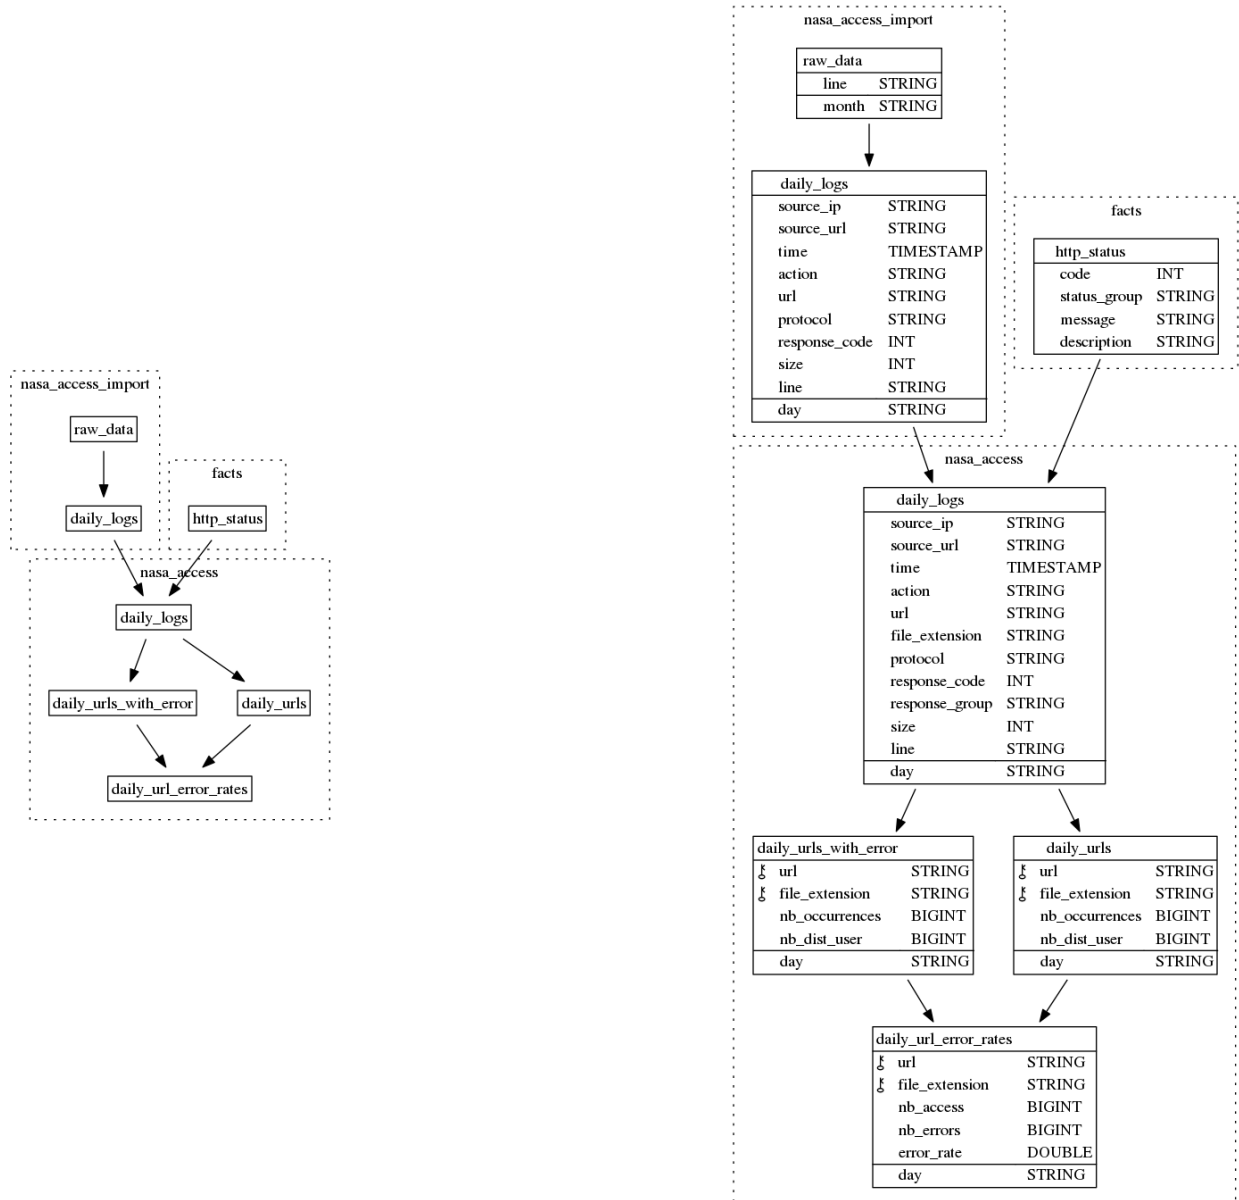 nasa_access_import
raw_data
daily_logs
facts
http_status
nasa_access
daily_logs
daily_urls_with_error
daily_urls
daily_url_error_rates
nasa_access_import
raw_data
line STRING
month STRING
daily_logs
source_ip STRING
source_url STRING
time TIMESTAMP
action STRING
url STRING
protocol STRING
response_code INT
size INT
line STRING
day STRING
facts
http_status
code INT
status_group STRING
message STRING
description STRING
nasa_access
daily_logs
source_ip STRING
source_url STRING
time TIMESTAMP
action STRING
url STRING
file_extension STRING
protocol STRING
response_code INT
response_group STRING
size INT
line STRING
day STRING
daily_urls_with_error
url STRING
file_extension STRING
nb_occurrences BIGINT
nb_dist_user BIGINT
day STRING
daily_urls
url STRING
file_extension STRING
nb_occurrences BIGINT
nb_dist_user BIGINT
day STRING
daily_url_error_rates
url STRING
file_extension STRING
nb_access BIGINT
nb_errors BIGINT
error_rate DOUBLE
day STRING